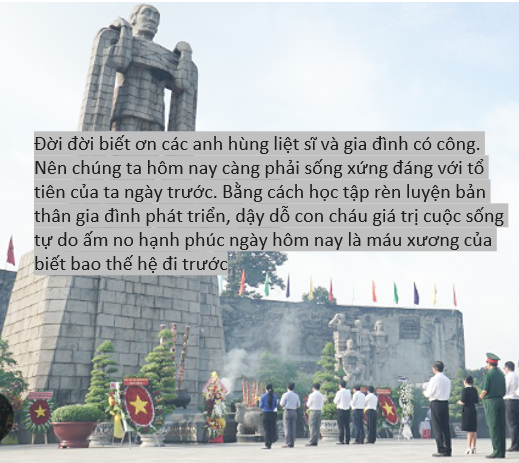 Đời đời biết ơn các anh hùng liệt sĩ và gia đình có công.
Nên chúng ta hôm nay càng phải sống xứng đáng với tổ
tiên của ta ngày trước. Bằng cách học tập rèn luyện bản
thân gia đình phát triển, dậy dỗ con cháu giá trị cuộc sống
tự do ấm no hạnh phúc ngày hôm nay là máu xương của
biết bao thế hệ đi trước